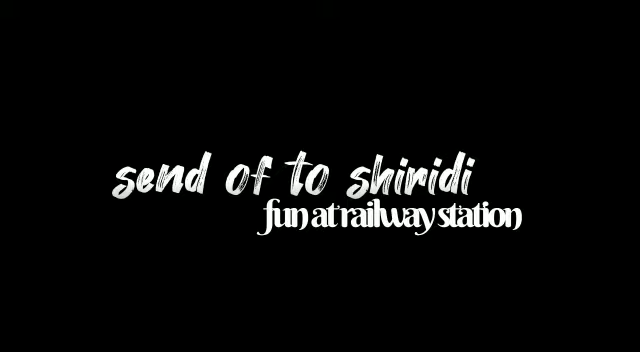 send of to shiridi
fun at railway station